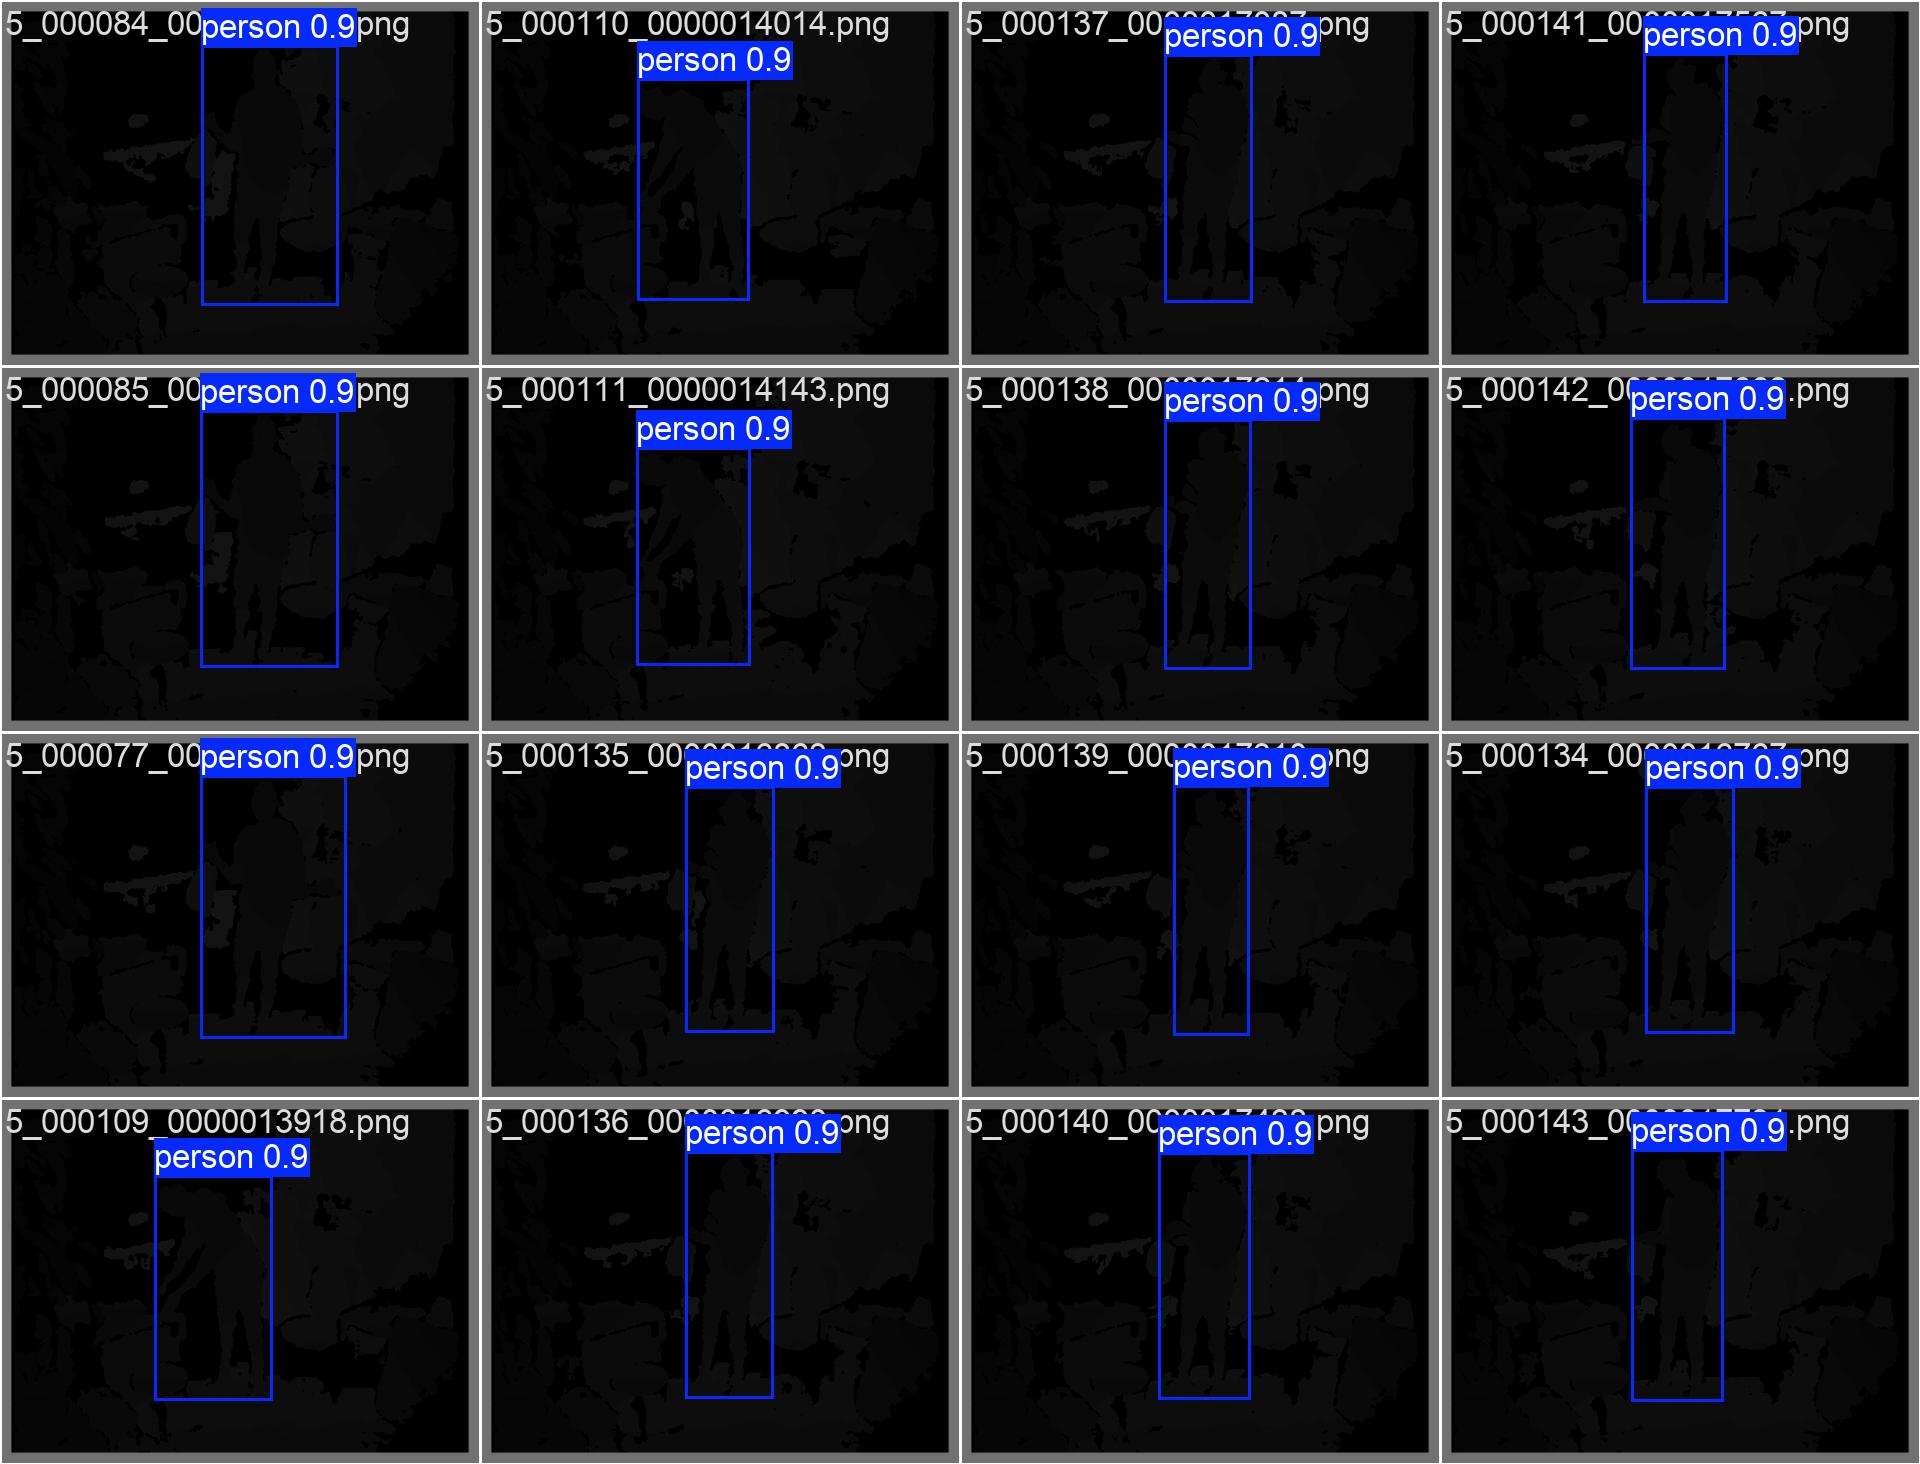 5_000084_00 person 0.9 png
5_000110_0000014014.png
person 0.9
5_000137_00 person 0.9 png
5_000141_00 person 0.9 png
5_000085_00 person 0.9 png
5_000111_0000014143.png
person 0.9
5_000138_00 person 0.9 png
5_000142_00 person 0.9 .png
5_000077_00 person 0.9 png
5_000135_00 person 0.9 png
5_000139_000 person 0.9 png
5_000134_00 person 0.9 png
5_000109_0000013918.png
person 0.9
5_000136_00 person 0.9 png
5_000140_00 person 0.9 png
5_000143_00 person 0.9 .png